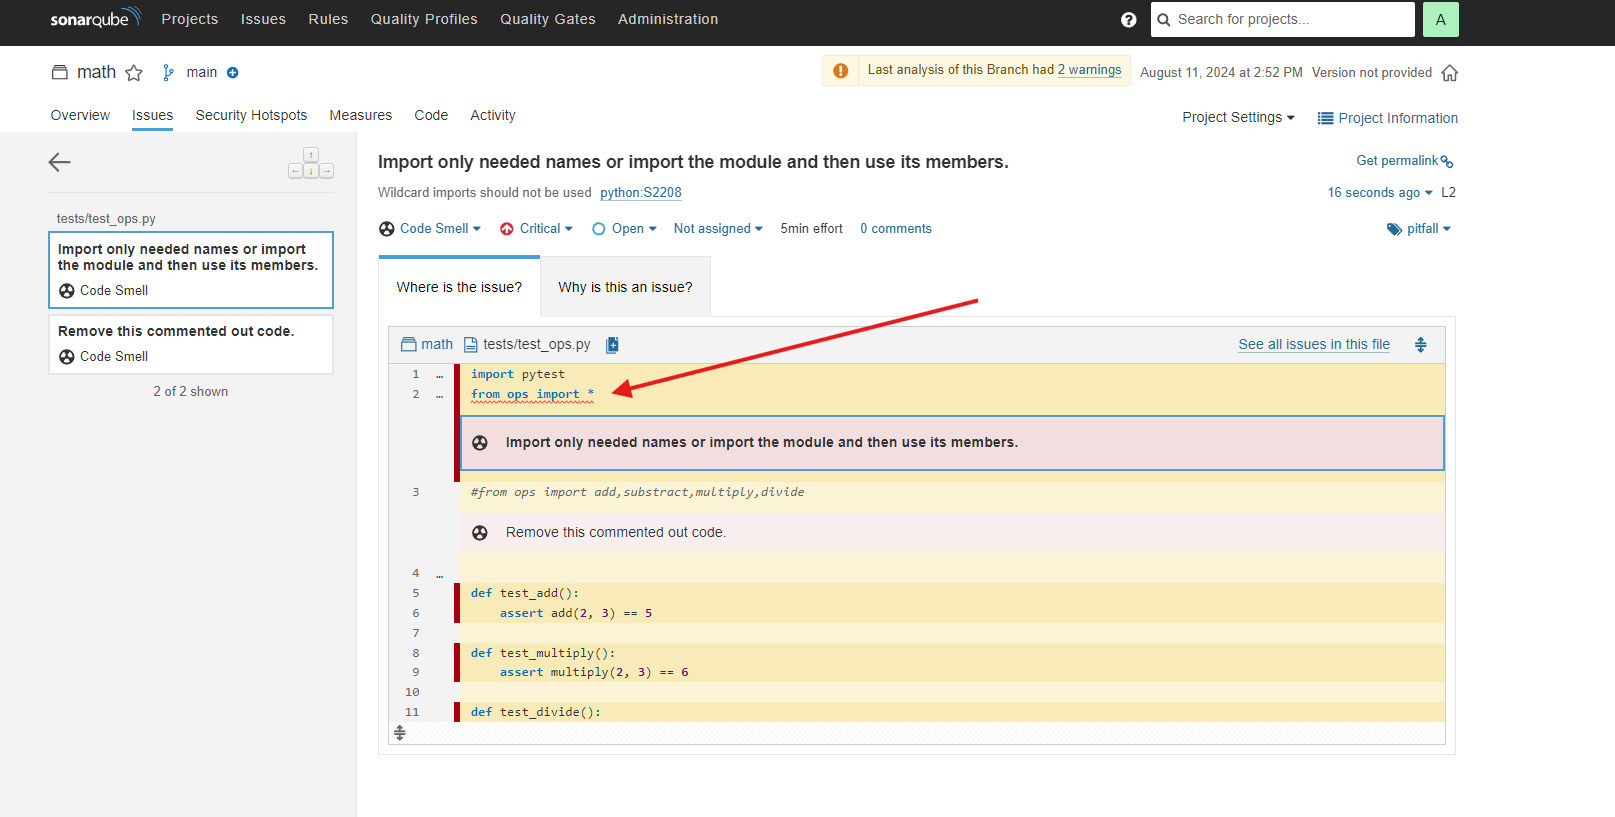 sonarqube Projects Issues Rules Quality Profiles Quality Gates Administration ? Search for projects... A
math main Last analysis of this Branch had 2 warnings August 11, 2024 at 2:52 PM Version not provided
Overview Issues Security Hotspots Measures Code Activity Project Settings Project Information
tests/test_ops.py
Import only needed names or import
the module and then use its members.
Code Smell
Remove this commented out code.
Code Smell
2 of 2 shown
Import only needed names or import the module and then use its members. Get permalink
Wildcard imports should not be used python:S2208 16 seconds ago L2
Code Smell Critical Open Not assigned 5min effort 0 comments pitfall
Where is the issue? Why is this an issue?
math tests/test_ops.py See all issues in this file
1 … import pytest
2 … from ops import *
Import only needed names or import the module and then use its members.
3 #from ops import add,substract,multiply,divide
Remove this commented out code.
4 …
5 def test_add():
6 assert add(2, 3) == 5
7
8 def test_multiply():
9 assert multiply(2, 3) == 6
10
11 def test_divide():